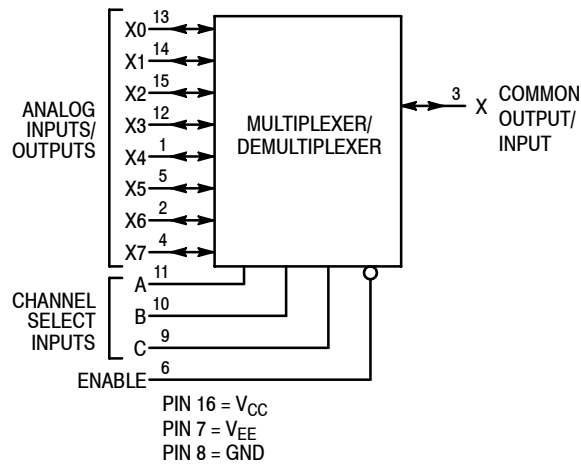 X0 13
X1 14
X2 15
X3 12
X4 1
X5 5
X6 2
X7 4
ANALOG
INPUTS/
OUTPUTS
MULTIPLEXER/
DEMULTIPLEXER
3 X
COMMON
OUTPUT/
INPUT
A 11
B 10
C 9
CHANNEL
SELECT
INPUTS
ENABLE 6
PIN 16 = VCC
PIN 7 = VEE
PIN 8 = GND